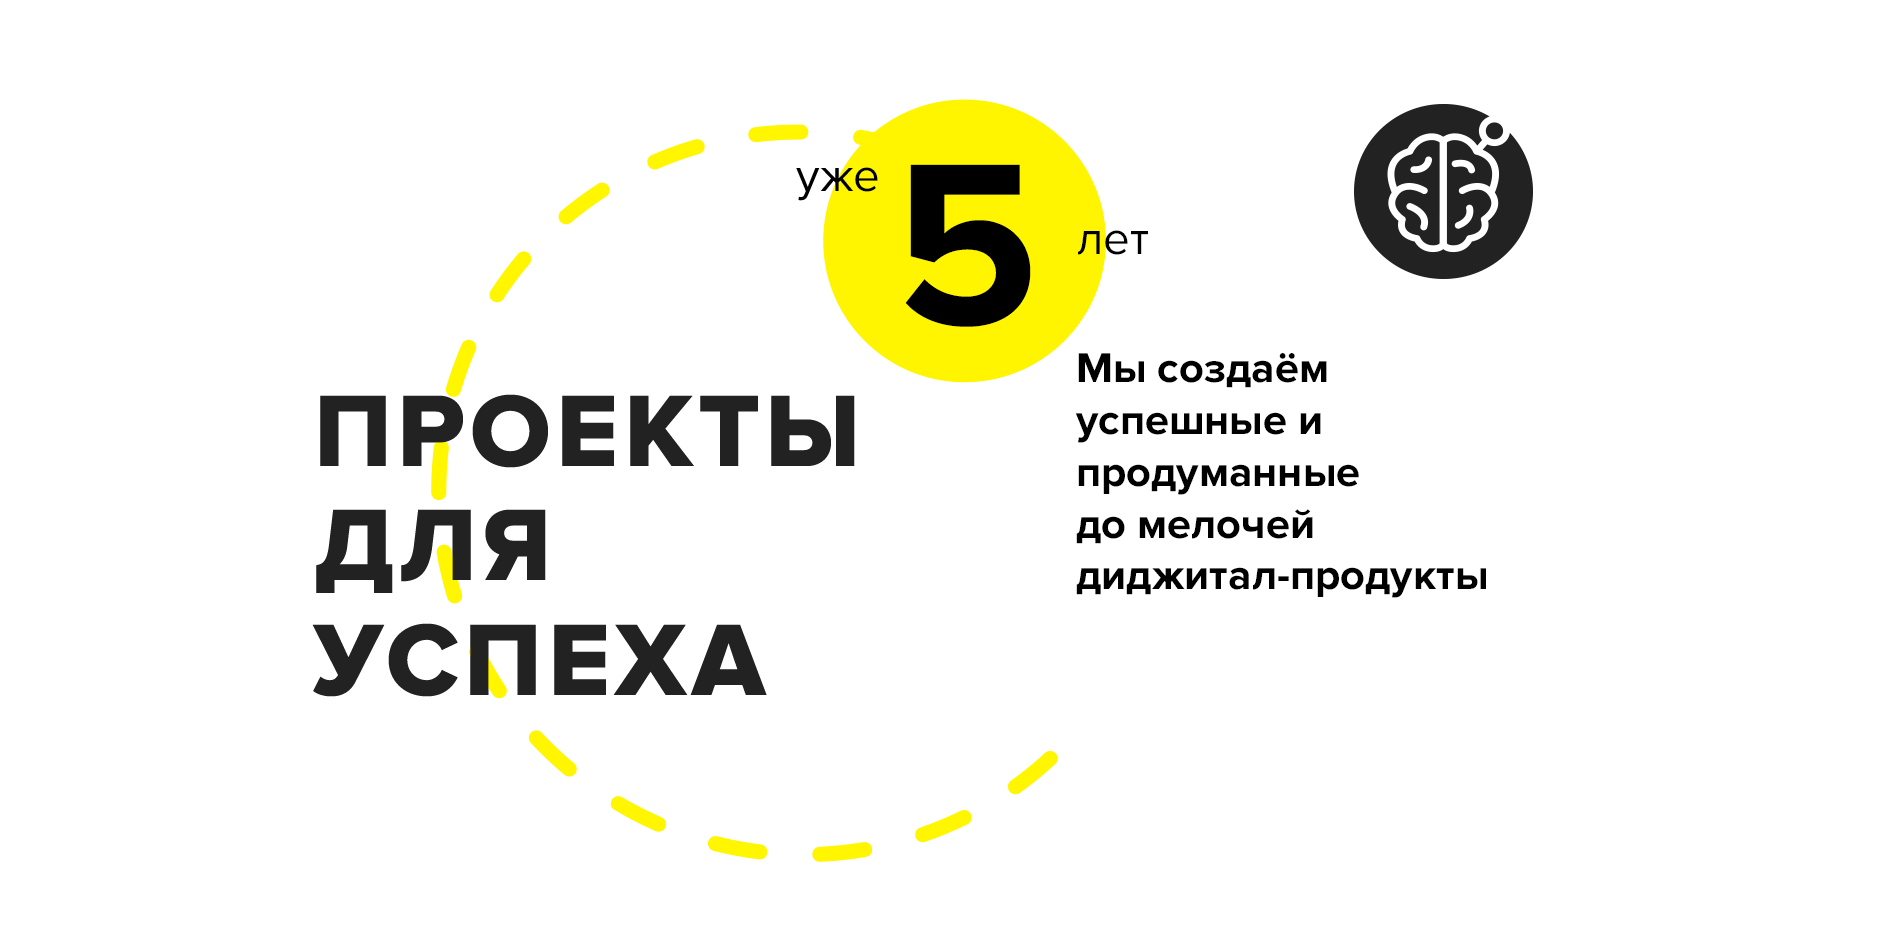 уже
5
лет
ПРОЕКТЫ
ДЛЯ
УСПЕХА
Мы создаём
успешные и
продуманные
до мелочей
диджитал-продукты